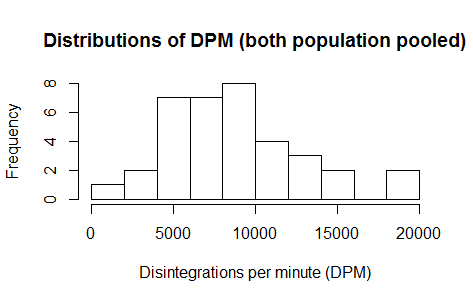 Distributions of DPM (both population pooled)
Frequency
8
6
4
2
0
0 5000 10000 15000 20000
Disintegrations per minute (DPM)